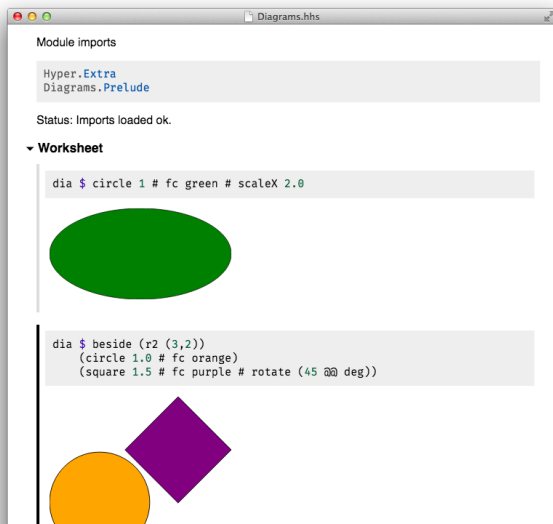 Diagrams.hhs
Module imports
Hyper.Extra
Diagrams.Prelude
Status: Imports loaded ok.
Worksheet
dia $ circle 1 # fc green # scaleX 2.0
dia $ beside (r2 (3,2))
    (circle 1.0 # fc orange)
    (square 1.5 # fc purple # rotate (45 @@ deg))